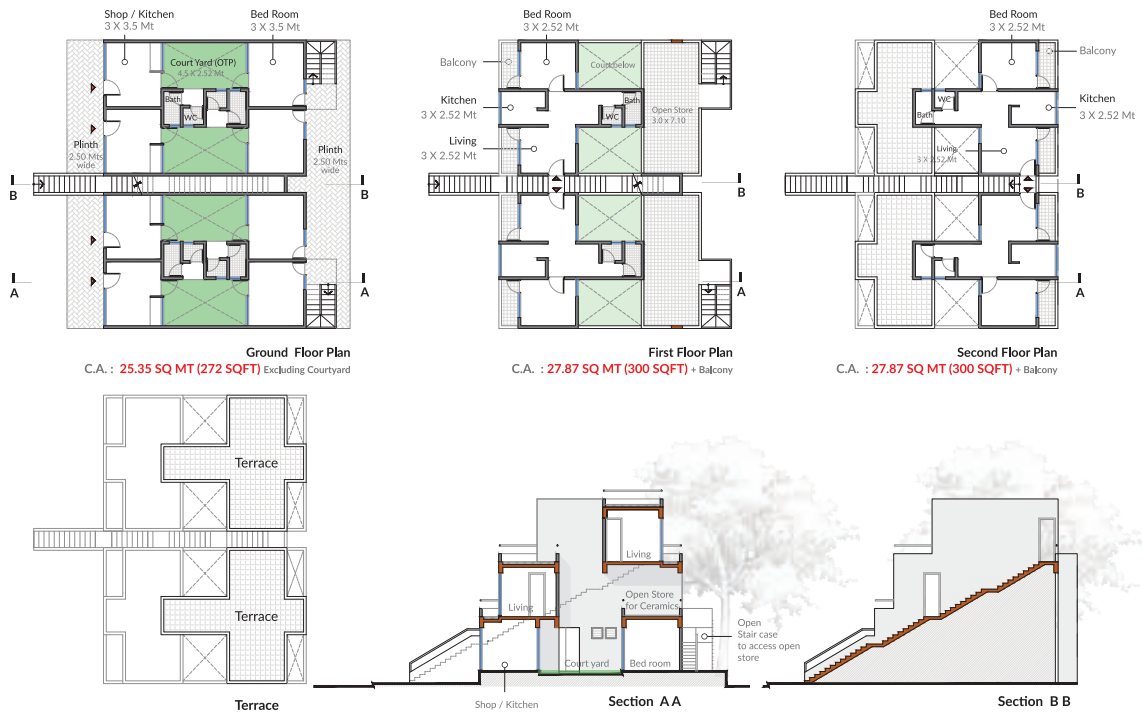 Shop / Kitchen
3 X 3.5 Mt
Bed Room
3 X 3.5 Mt
Court Yard (OTP)
4.5 X 2.52 Mt
Bath
WC
Plinth
2.50 Mts
wide
Plinth
2.50 Mts
wide
B
B
A
A
Ground Floor Plan
C.A. : 25.35 SQ MT (272 SQFT) Excluding Courtyard
Bed Room
3 X 2.52 Mt
Balcony
Court below
Kitchen
3 X 2.52 Mt
Bath
WC
Open Store
3.0 x 7.10
Living
3 X 2.52 Mt
B
A
First Floor Plan
C.A. : 27.87 SQ MT (300 SQFT) + Balcony
Bed Room
3 X 2.52 Mt
Balcony
WC
Bath
Kitchen
3 X 2.52 Mt
Living
3 X 2.52 Mt
B
A
Second Floor Plan
C.A. : 27.87 SQ MT (300 SQFT) + Balcony
Terrace
Terrace
Terrace
Living
Living
Open Store
for Ceramics
Open
Stair case
to access open
store
Court yard
Bed room
Shop / Kitchen
Section A A
Section B B